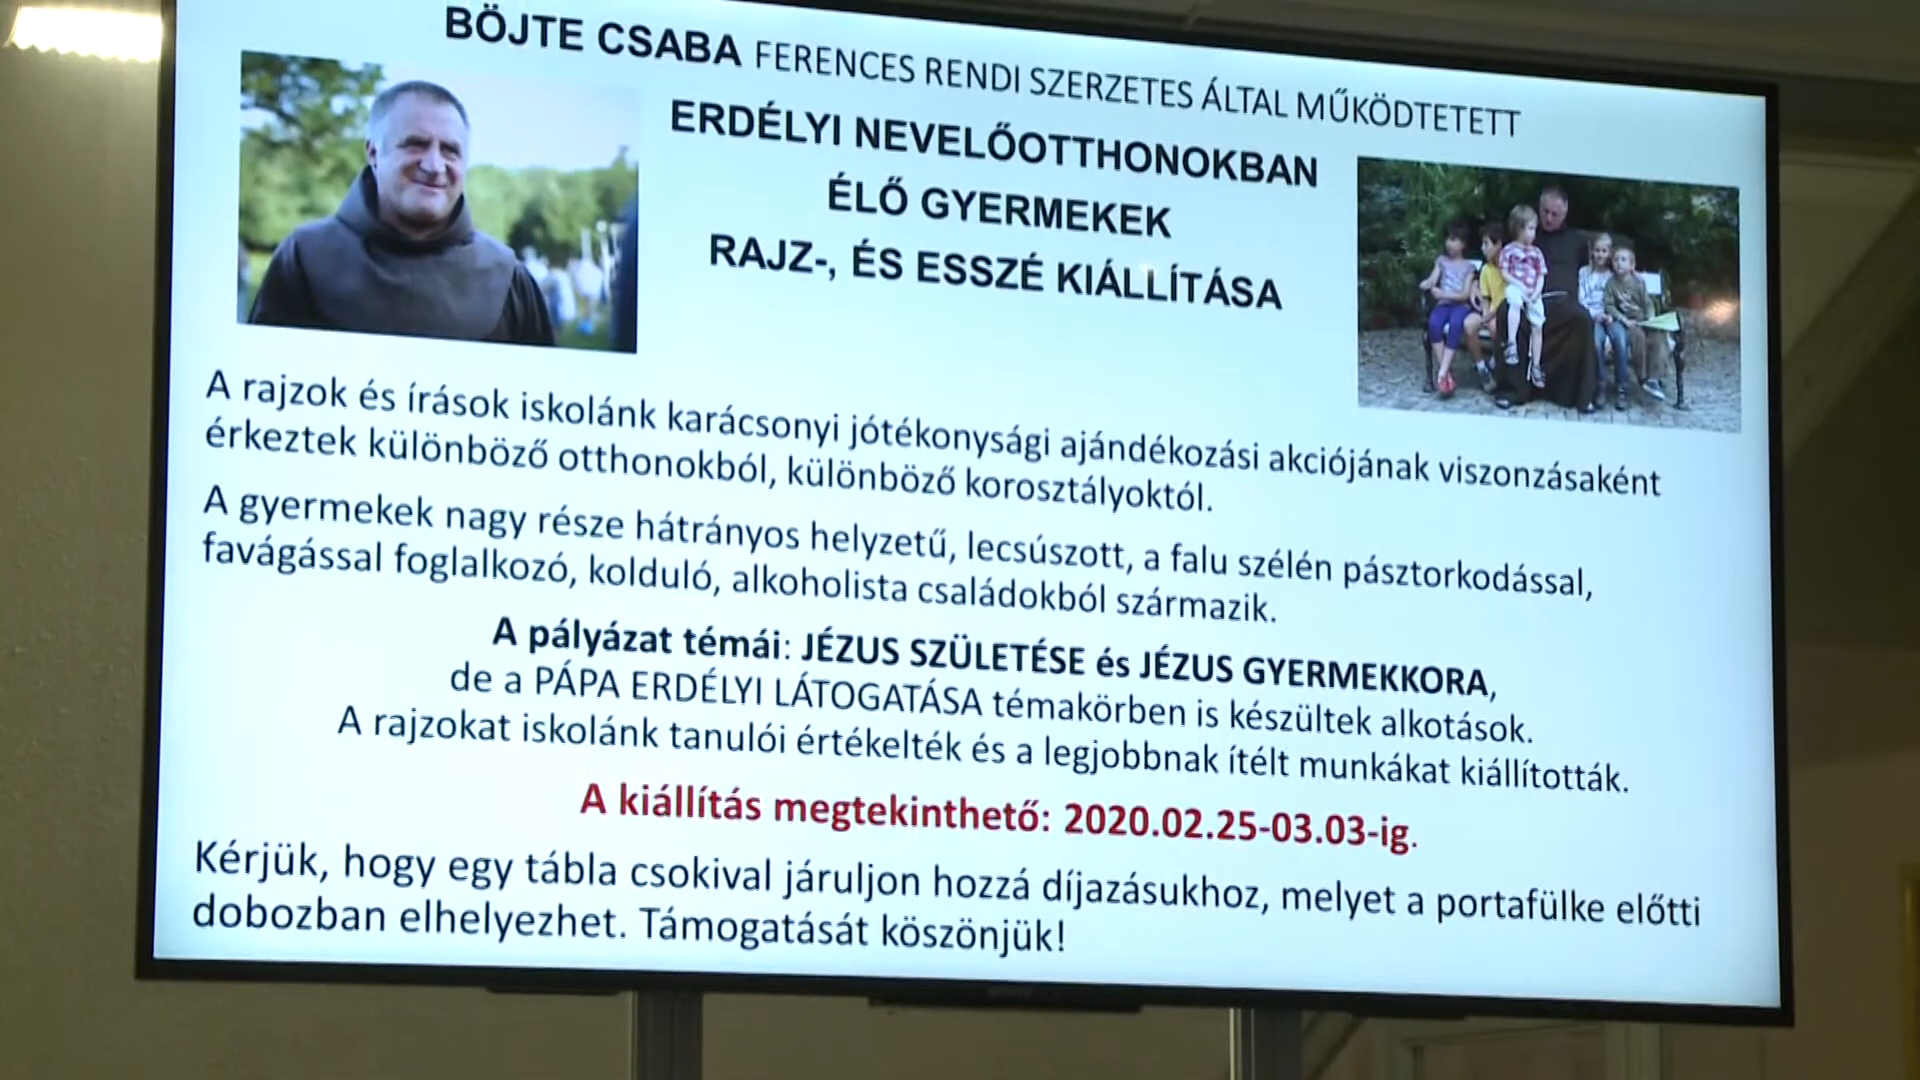 BÖJTE CSABA FERENCES RENDI SZERZETES ÁLTAL MŰKÖDTETETT
ERDÉLYI NEVELŐOTTHONOKBAN
ÉLŐ GYERMEKEK
RAJZ-, ÉS ESSZÉ KIÁLLÍTÁSA
A rajzok és írások iskolánk karácsonyi jótékonysági ajándékozási akciójának viszonzásaként
érkeztek különböző otthonokból, különböző korosztályoktól.
A gyermekek nagy része hátrányos helyzetű, lecsúszott, a falu szélén pásztorkodással,
favágással foglalkozó, kolduló, alkoholista családokból származik.
A pályázat témái: JÉZUS SZÜLETÉSE és JÉZUS GYERMEKKORA,
de a PÁPA ERDÉLYI LÁTOGATÁSA témakörben is készültek alkotások.
A rajzokat iskolánk tanulói értékelték és a legjobbnak ítélt munkákat kiállították.
A kiállítás megtekinthető: 2020.02.25-03.03-ig.
Kérjük, hogy egy tábla csokival járuljon hozzá díjazásukhoz, melyet a portafülke előtti
dobozban elhelyezhet. Támogatását köszönjük!